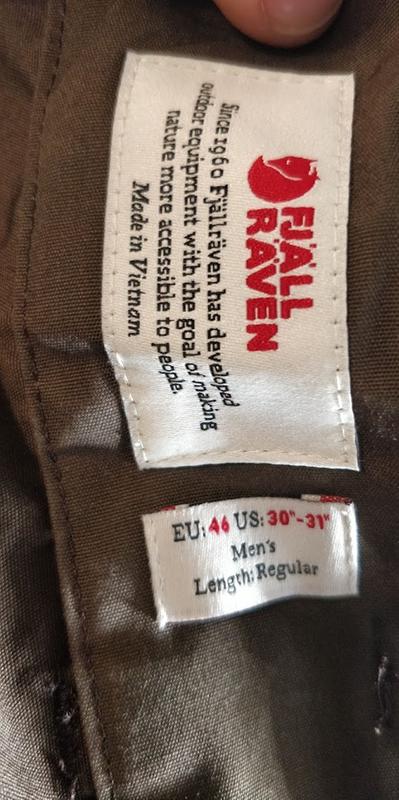 FJÄLL
RÄVEN
Since 1960 Fjällräven has developed
outdoor equipment with the goal of making
nature more accessible to people.
Made in Vietnam
EU: 46 US: 30"-31"
Men's
Length: Regular